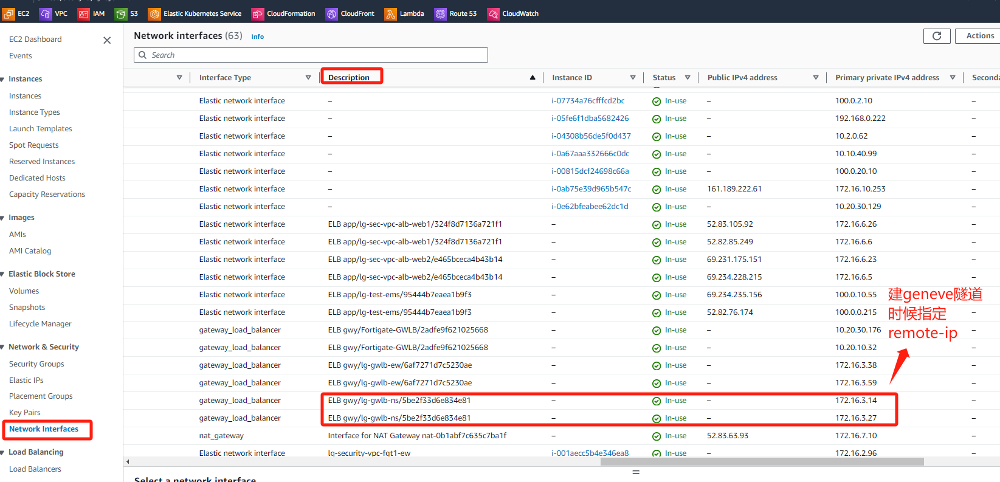 EC2 VPC IAM S3 Elastic Kubernetes Service CloudFormation CloudFront Lambda Route 53 CloudWatch
EC2 Dashboard
Events
Instances
Instances
Instance Types
Launch Templates
Spot Requests
Reserved Instances
Dedicated Hosts
Capacity Reservations
Images
AMIs
AMI Catalog
Elastic Block Store
Volumes
Snapshots
Lifecycle Manager
Network & Security
Security Groups
Elastic IPs
Placement Groups
Key Pairs
Network Interfaces
Load Balancing
Load Balancers
Network interfaces (63) Info
Actions
Search
Interface Type Description Instance ID Status Public IPv4 address Primary private IPv4 address Seconda
Elastic network interface – i-07734a76cfffcd2bc In-use – 100.0.2.10 –
Elastic network interface – i-05fe6f1dba5682426 In-use – 192.168.0.222 –
Elastic network interface – i-04308b56de5f0d437 In-use – 10.2.0.62 –
Elastic network interface – i-0a67aaa332666c0dc In-use – 10.10.40.99 –
Elastic network interface – i-00815dcf24698c66a In-use – 100.0.20.10 –
Elastic network interface – i-0ab75e39d965b547c In-use 161.189.222.61 172.16.10.253 –
Elastic network interface – i-0e62bfeabee62dc1d In-use – 10.20.30.129 –
Elastic network interface ELB app/lg-sec-vpc-alb-web1/324f8d7136a721f1 – In-use 52.83.105.92 172.16.6.26 –
Elastic network interface ELB app/lg-sec-vpc-alb-web1/324f8d7136a721f1 – In-use 52.82.85.249 172.16.6.6 –
Elastic network interface ELB app/lg-sec-vpc-alb-web2/e465bceca4b43b14 – In-use 69.231.175.151 172.16.6.23 –
Elastic network interface ELB app/lg-sec-vpc-alb-web2/e465bceca4b43b14 – In-use 69.234.228.215 172.16.6.5 –
Elastic network interface ELB app/lg-test-ems/95444b7eaea1b9f3 – In-use 69.234.235.156 100.0.10.55 –
Elastic network interface ELB app/lg-test-ems/95444b7eaea1b9f3 – In-use 52.82.76.174 100.0.0.215 –
gateway_load_balancer ELB gwy/Fortigate-GWLB/2adfe9f621025668 – In-use – 10.20.30.176 –
gateway_load_balancer ELB gwy/Fortigate-GWLB/2adfe9f621025668 – In-use – 10.20.10.32 –
gateway_load_balancer ELB gwy/lg-gwlb-ew/6af7271d7c5230ae – In-use – 172.16.3.38 –
gateway_load_balancer ELB gwy/lg-gwlb-ew/6af7271d7c5230ae – In-use – 172.16.3.59 –
gateway_load_balancer ELB gwy/lg-gwlb-ns/5be2f33d6e834e81 – In-use – 172.16.3.14 –
gateway_load_balancer ELB gwy/lg-gwlb-ns/5be2f33d6e834e81 – In-use – 172.16.3.27 –
nat_gateway Interface for NAT Gateway nat-0b1abf7c635c7ba1f – In-use 52.83.63.93 172.16.7.10 –
Elastic network interface lg-security-vpc-fgt1-ew i-001aecc5b4e346ea8 In-use – 172.16.2.96 –
建geneve隧道
时候指定
remote-ip
Select a network interface